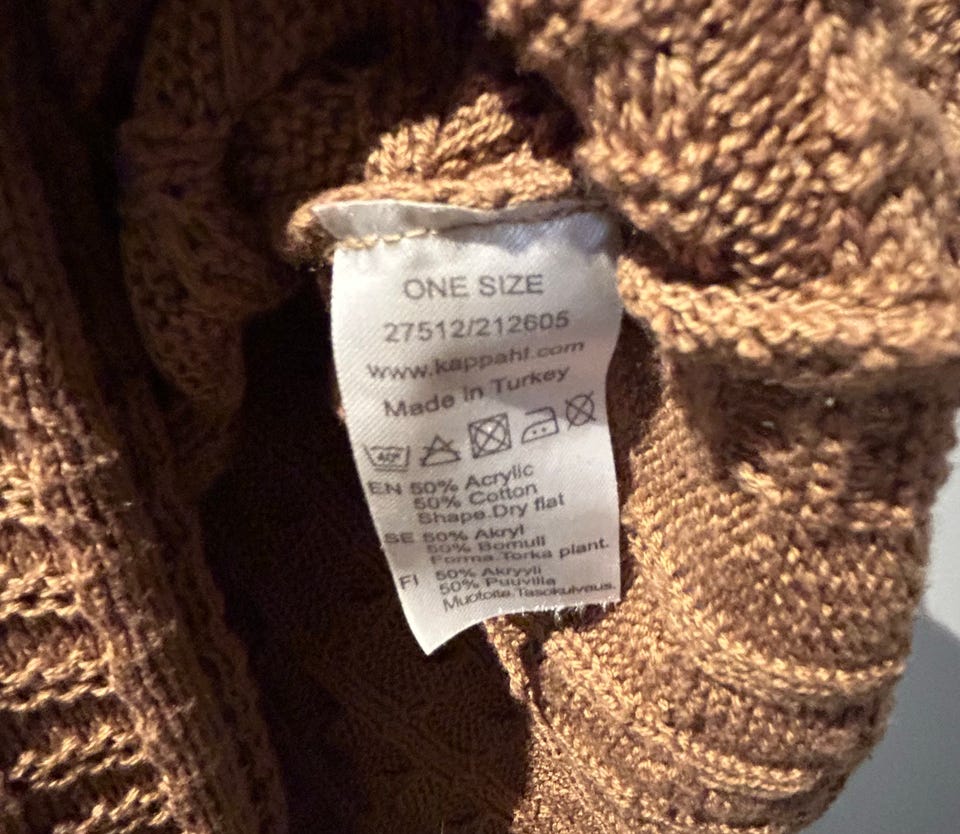 ONE SIZE
27512/212605
www.kappahl.com
Made in Turkey
40°
EN 50% Acrylic
50% Cotton
Shape.Dry flat
SE 50% Akryl
50% Bomull
Forma.Torka plant.
FI 50% Akryyli
50% Puuvilla
Muotoile.Tasokuivaus.